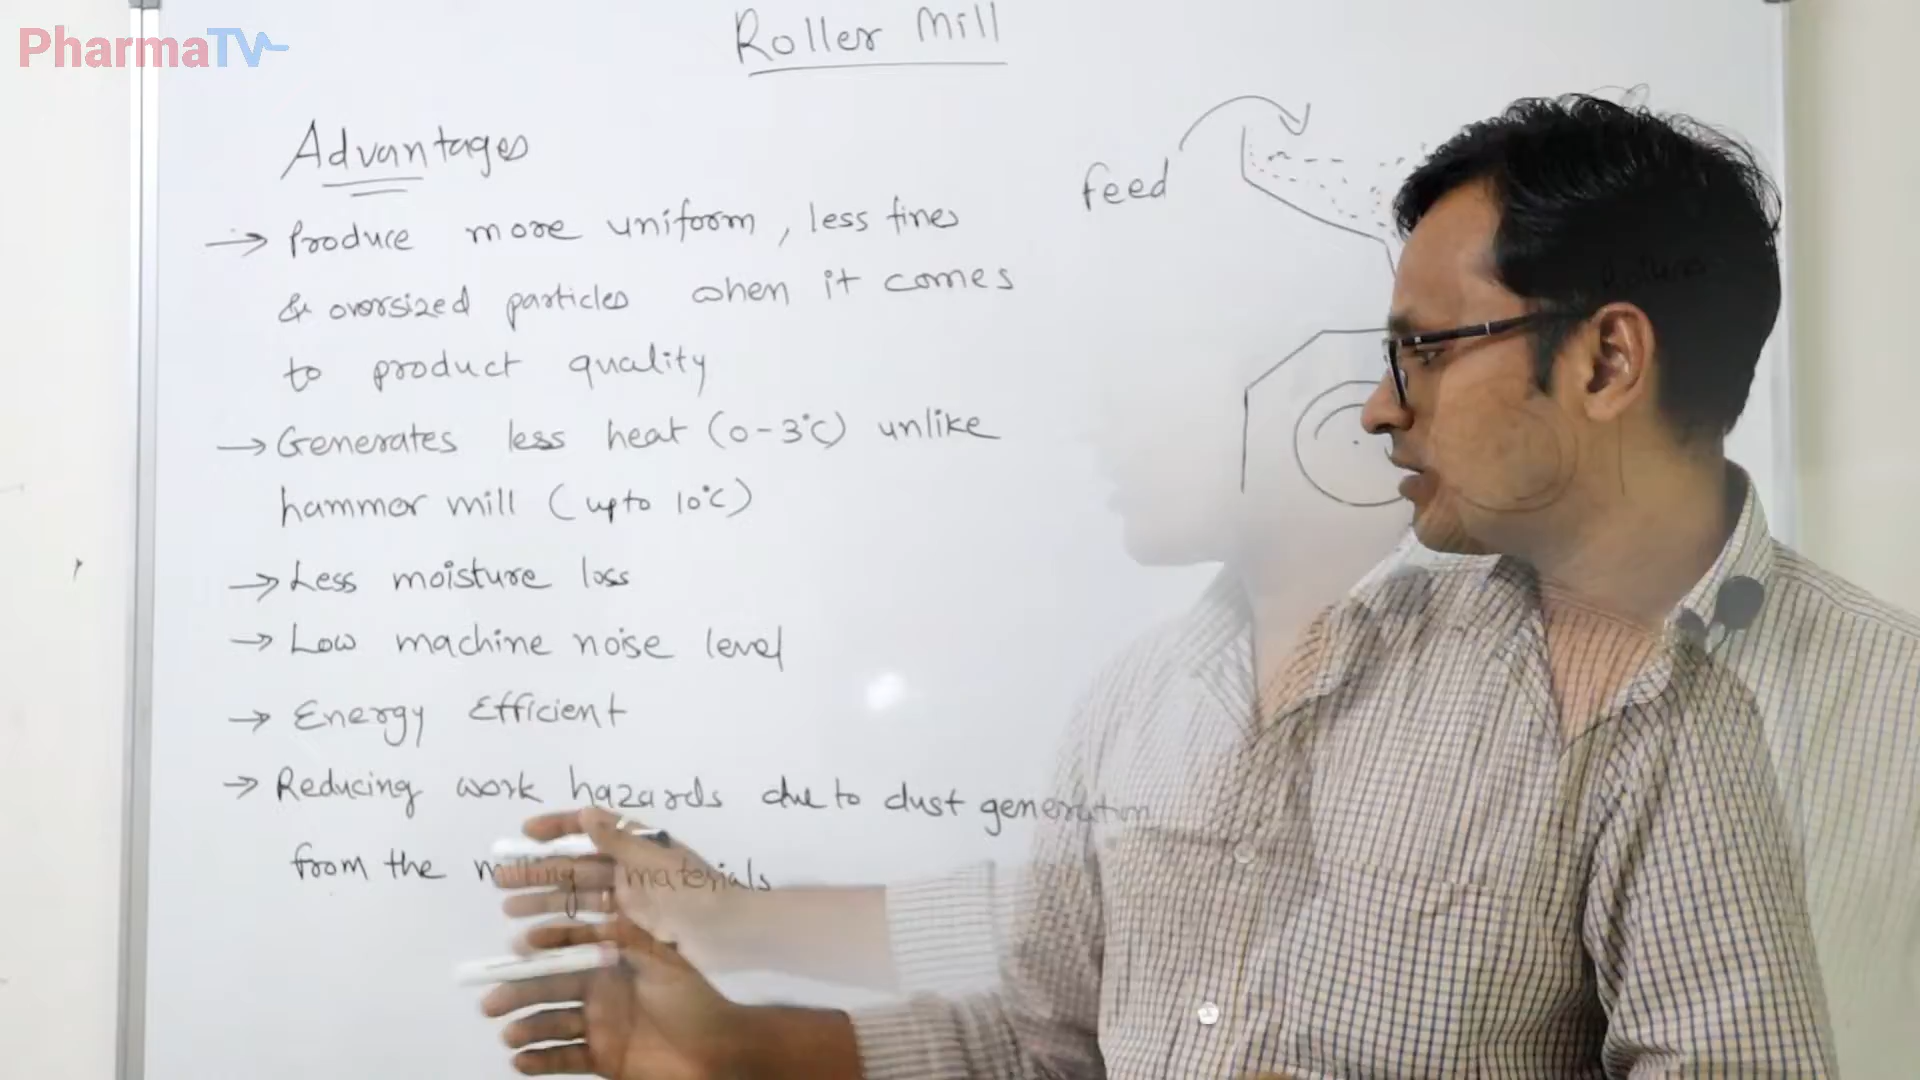 PharmaTV
Roller Mill
Advantages
→ Produce more uniform, less fines
& oversized particles when it comes
to product quality
→ Generates less heat (0-3°C) unlike
hammer mill (upto 10°C)
→ Less moisture loss
→ Low machine noise level
→ Energy Efficient
→ Reducing work hazards due to dust generation
from the milling materials
feed
Rollers